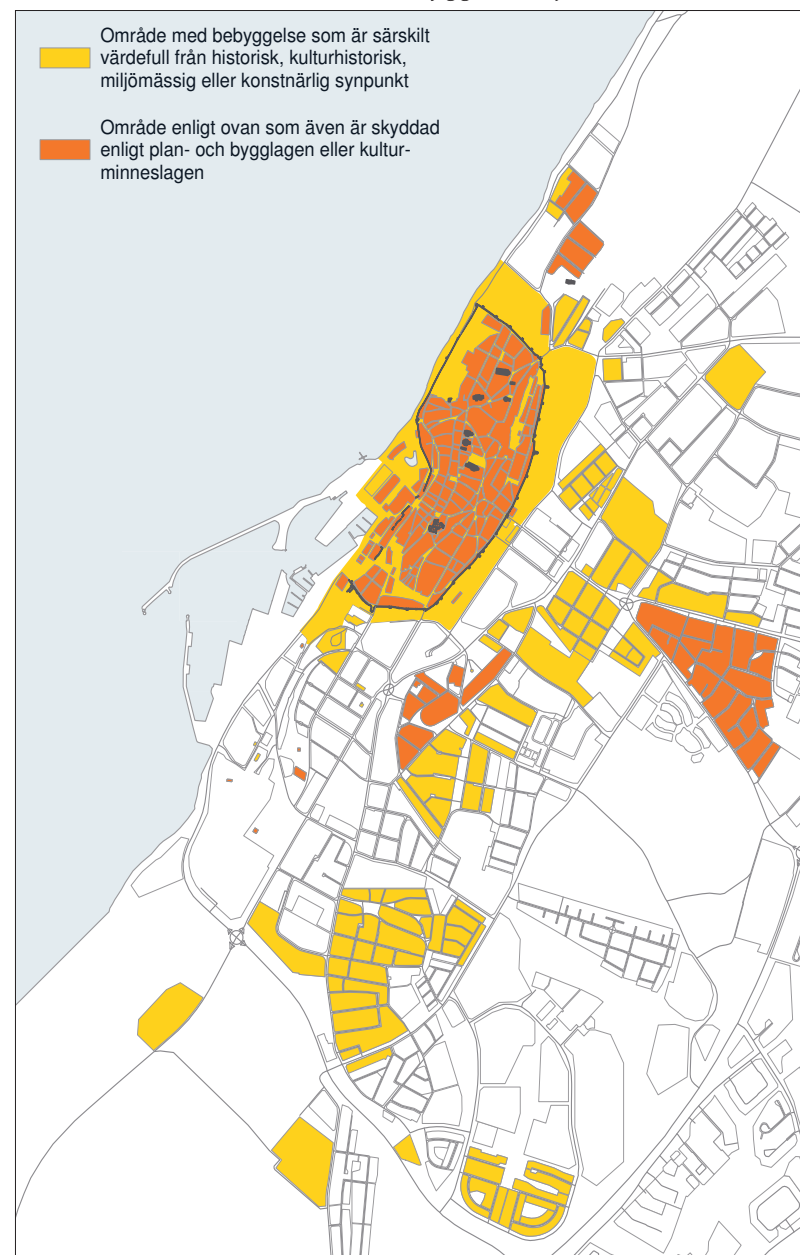 Område med bebyggelse som är särskilt
värdefull från historisk, kulturhistorisk,
miljömässig eller konstnärlig synpunkt
Område enligt ovan som även är skyddad
enligt plan- och bygglagen eller kultur-
minneslagen